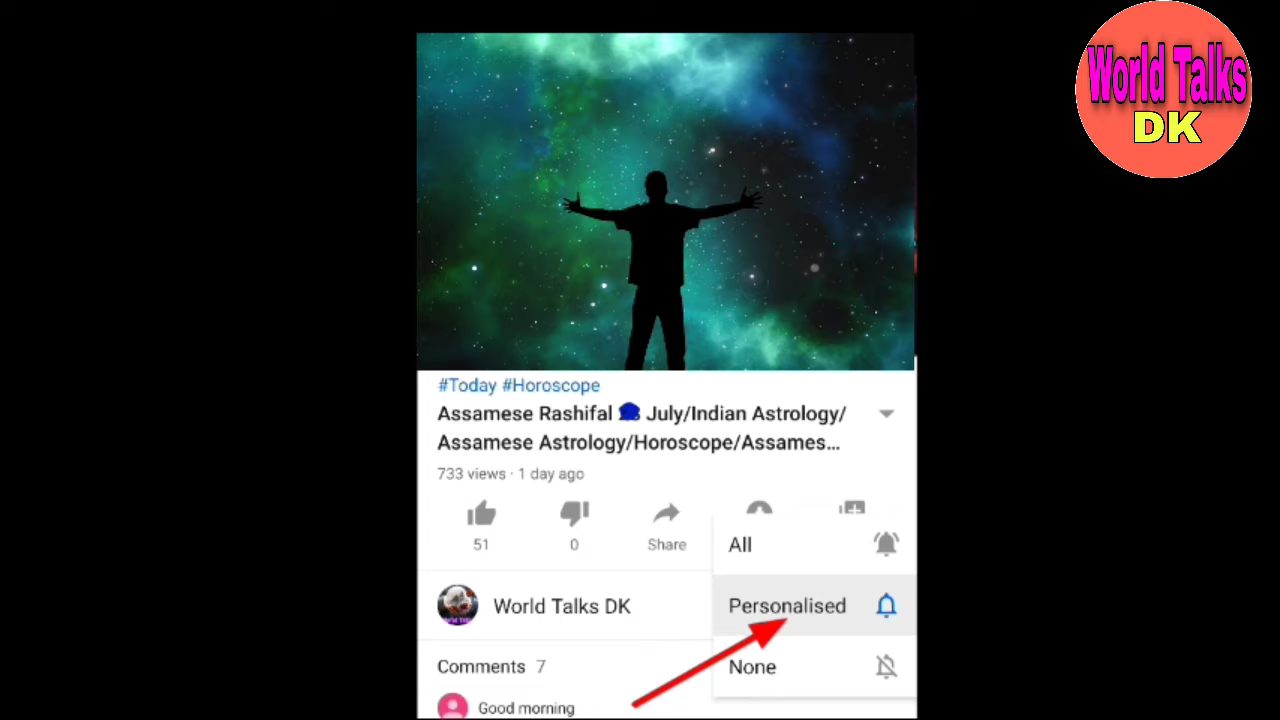 World Talks
DK
#Today #Horoscope
Assamese Rashifal July/Indian Astrology/
Assamese Astrology/Horoscope/Assames...
733 views · 1 day ago
51
0
Share
All
World Talks DK
Personalised
Comments 7
None
Good morning